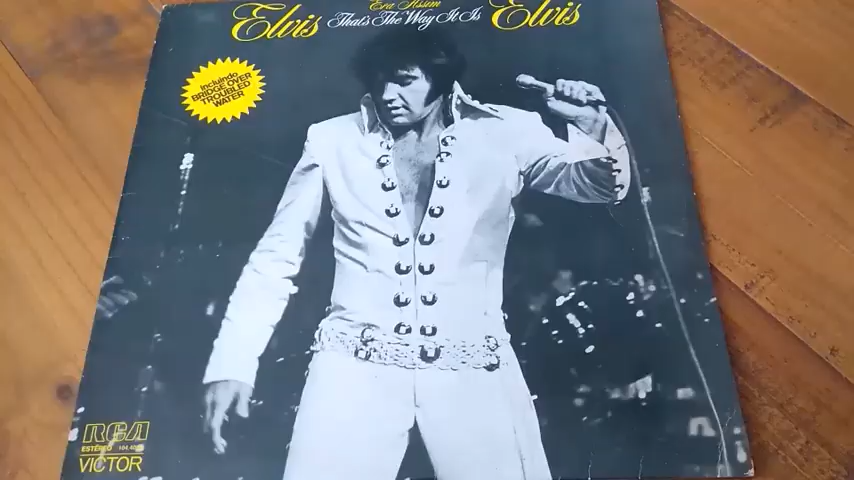 Era Assim
Elvis That's The Way It Is Elvis
Incluindo
BRIDGE OVER
TROUBLED
WATER
RCA
ESTÉREO
VICTOR